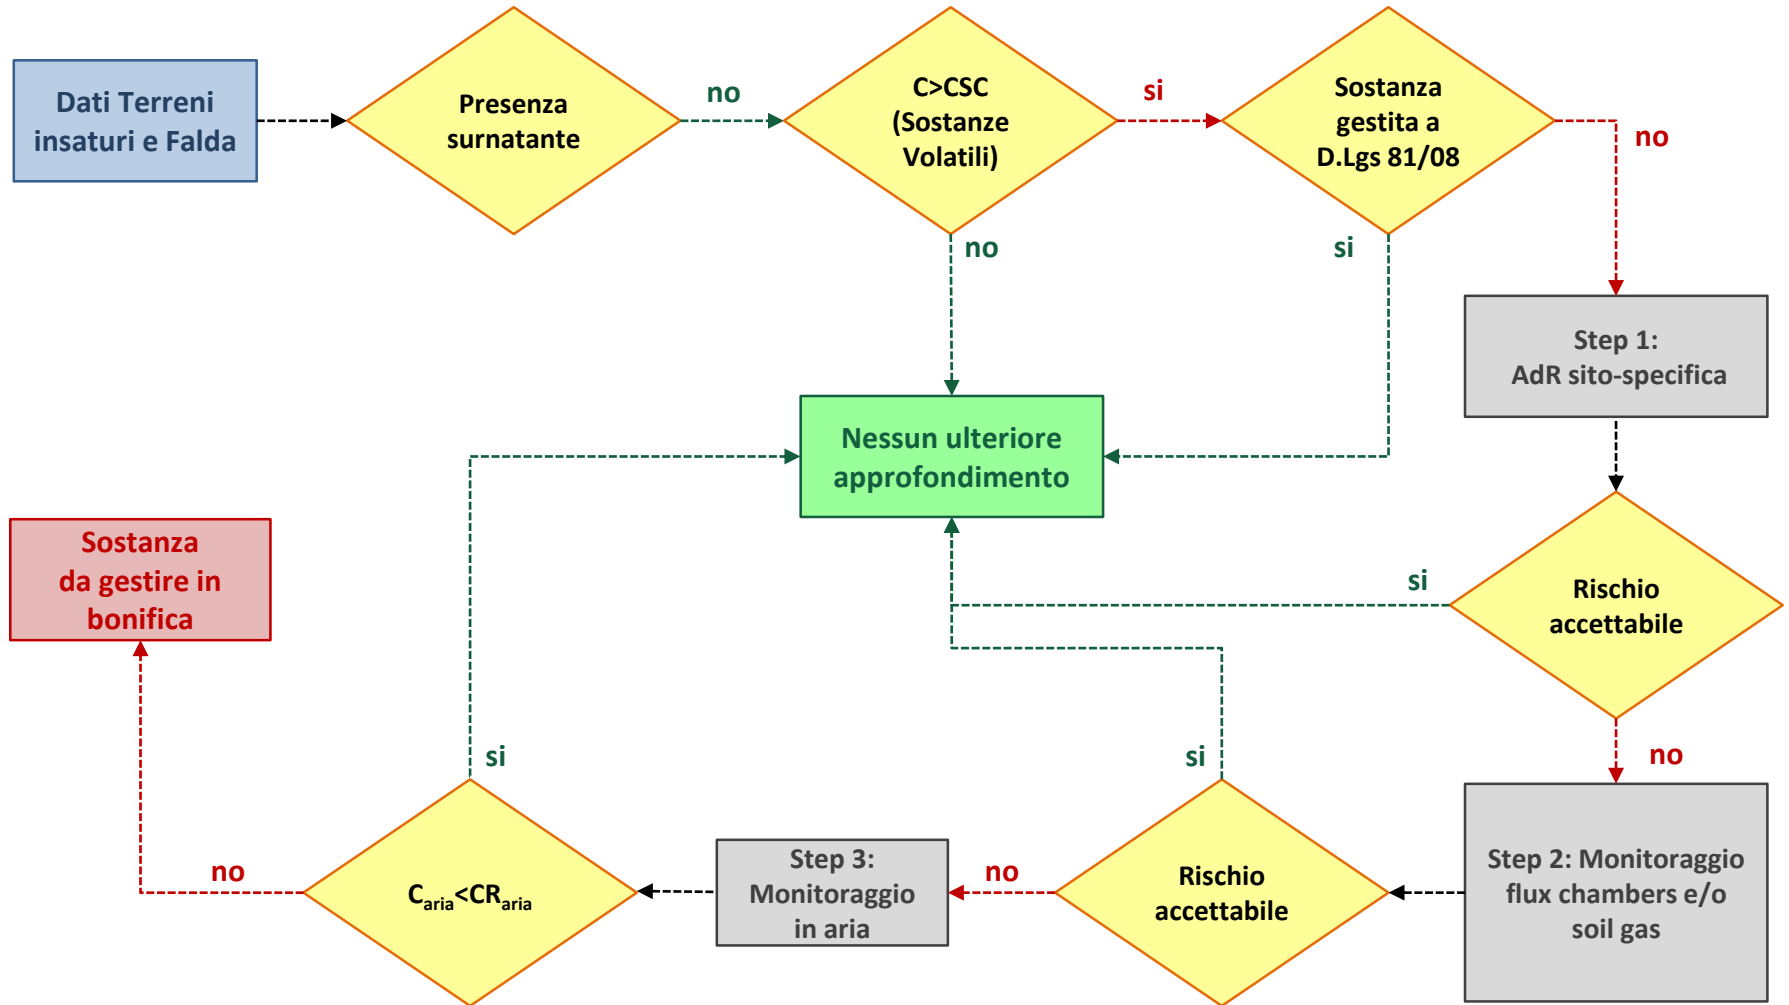 Dati Terreni
insaturi e Falda
Presenza
surnatante
no
C>CSC
(Sostanze
Volatili)
si
Sostanza
gestita a
D.Lgs 81/08
no
no
si
Step 1:
AdR sito-specifica
Nessun ulteriore
approfondimento
Sostanza
da gestire in
bonifica
si
Rischio
accettabile
no
si
si
no
Caria<CRaria
Step 3:
Monitoraggio
in aria
no
Rischio
accettabile
Step 2: Monitoraggio
flux chambers e/o
soil gas